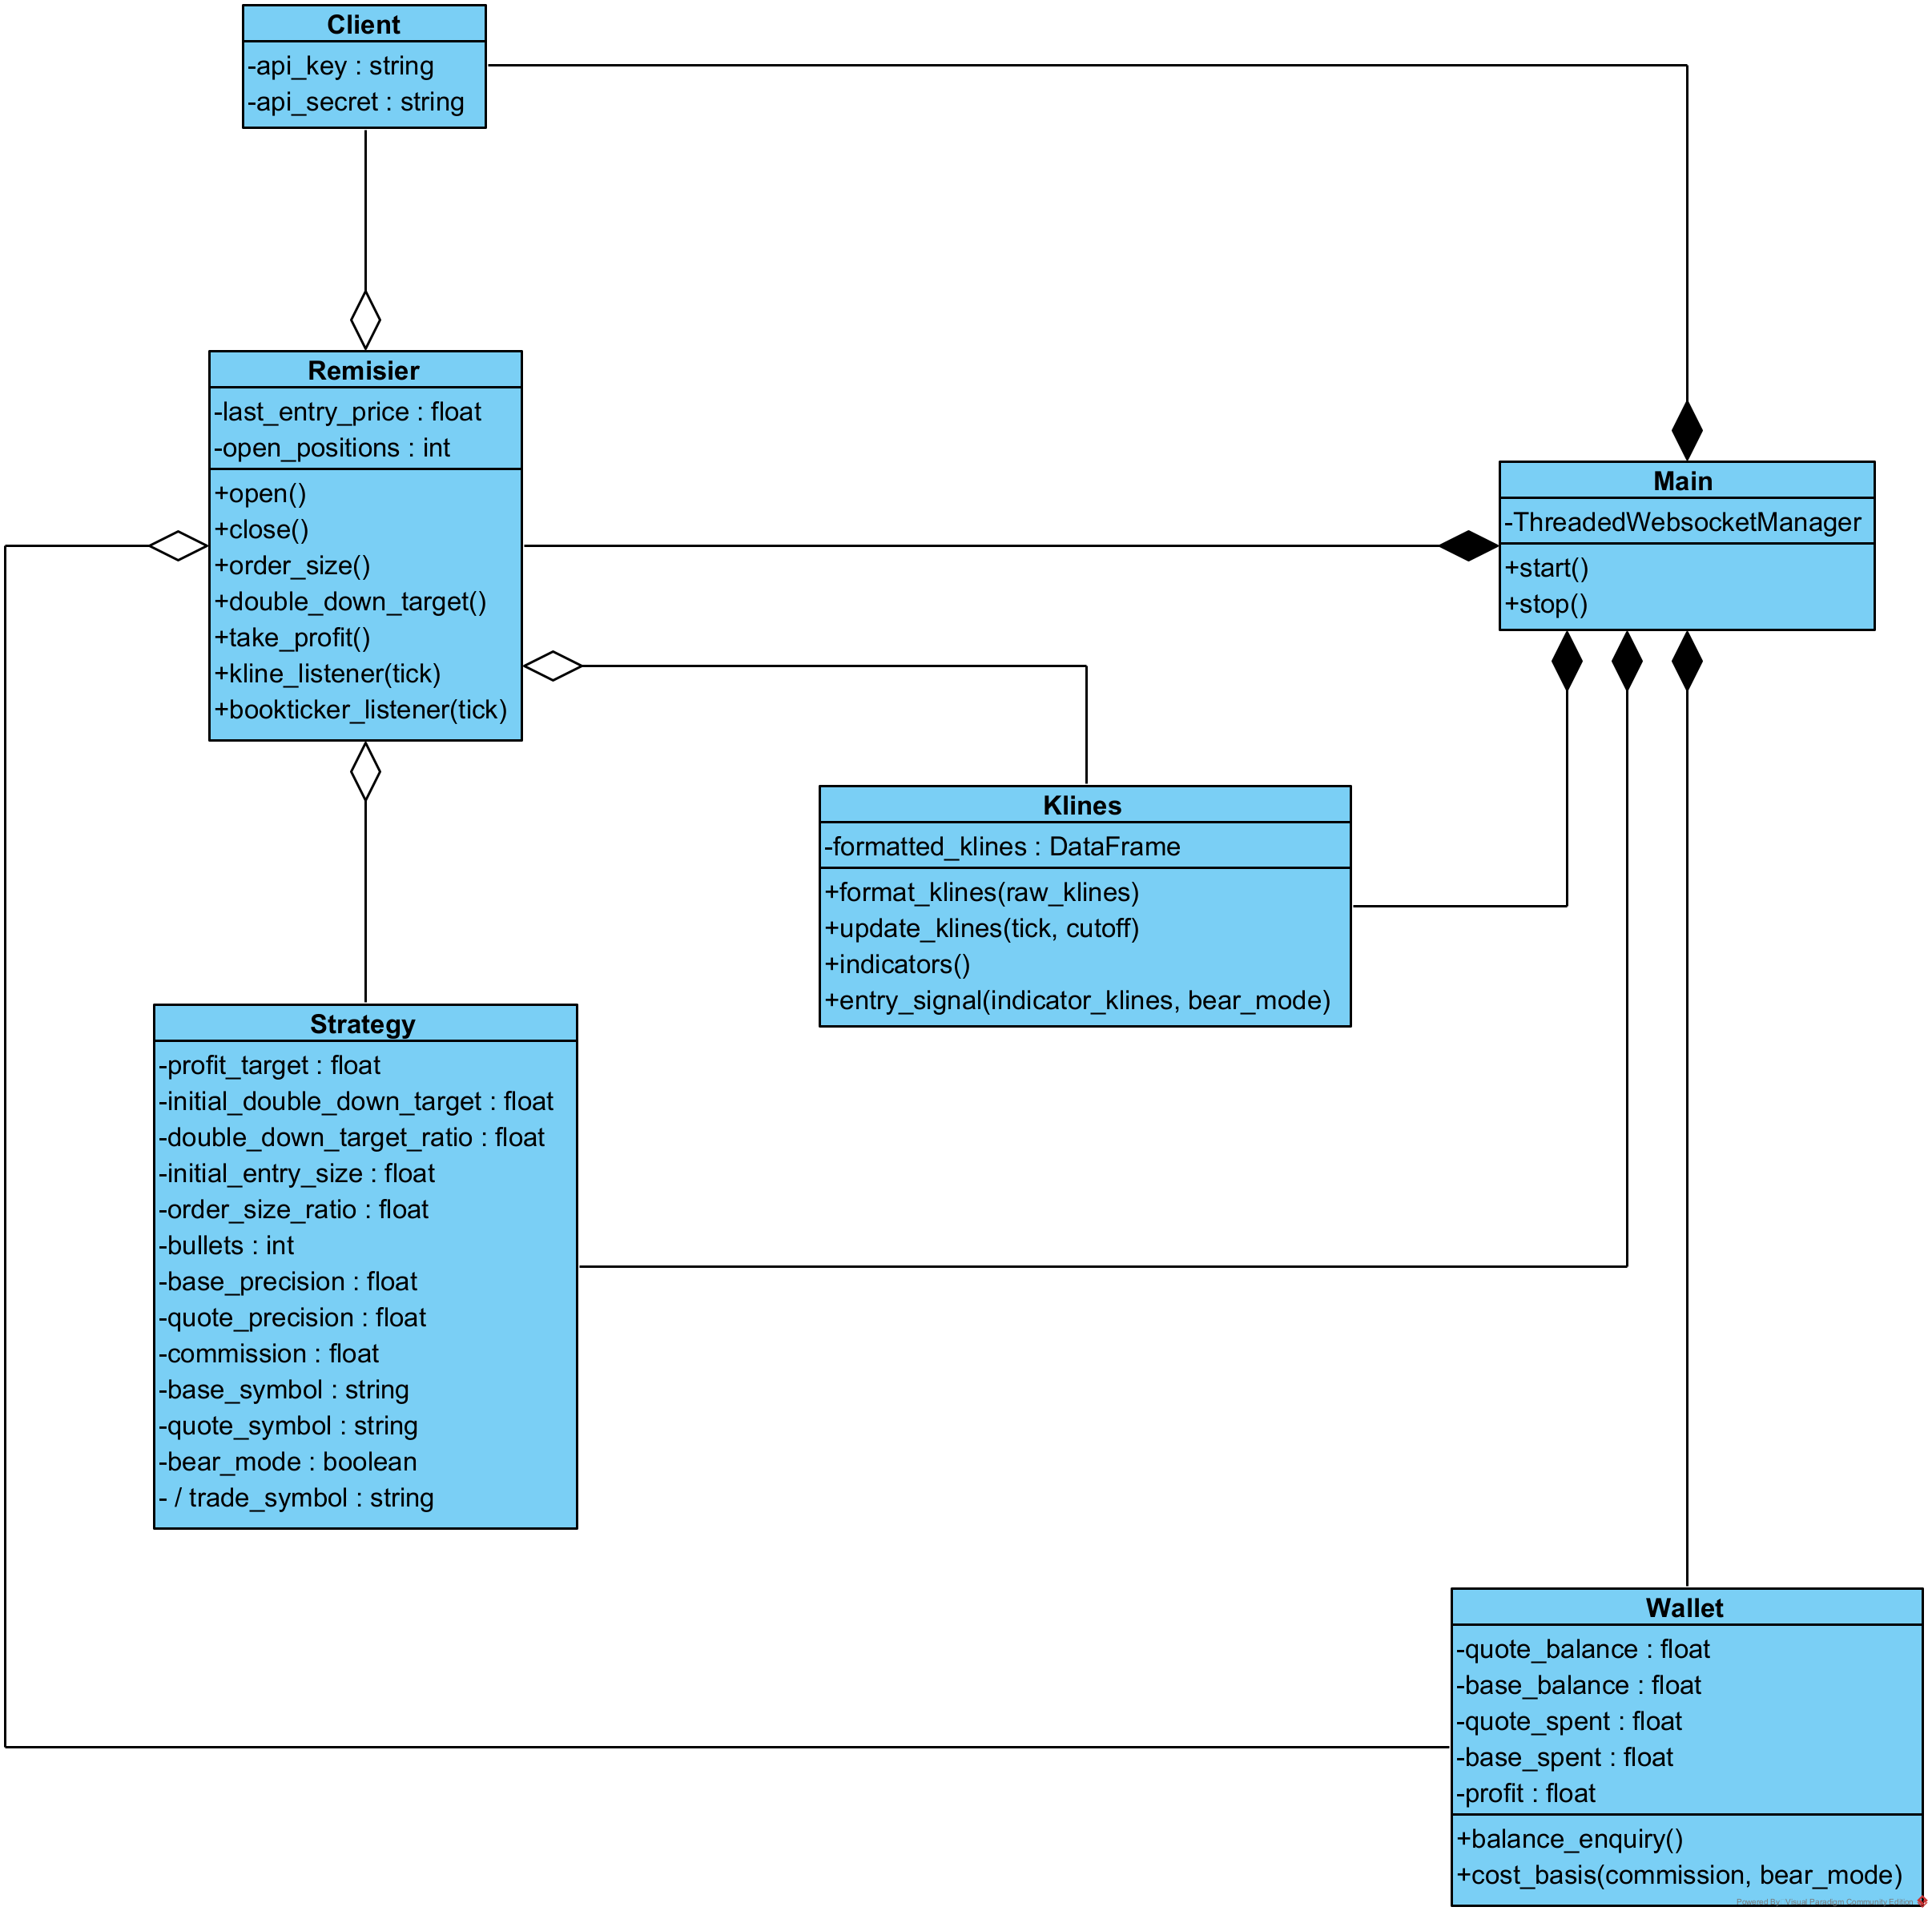 Client
-api_key : string
-api_secret : string
Remisier
-last_entry_price : float
-open_positions : int
+open()
+close()
+order_size()
+double_down_target()
+take_profit()
+kline_listener(tick)
+bookticker_listener(tick)
Main
-ThreadedWebsocketManager
+start()
+stop()
Klines
-formatted_klines : DataFrame
+format_klines(raw_klines)
+update_klines(tick, cutoff)
+indicators()
+entry_signal(indicator_klines, bear_mode)
Strategy
-profit_target : float
-initial_double_down_target : float
-double_down_target_ratio : float
-initial_entry_size : float
-order_size_ratio : float
-bullets : int
-base_precision : float
-quote_precision : float
-commission : float
-base_symbol : string
-quote_symbol : string
-bear_mode : boolean
- / trade_symbol : string
Wallet
-quote_balance : float
-base_balance : float
-quote_spent : float
-base_spent : float
-profit : float
+balance_enquiry()
+cost_basis(commission, bear_mode)
Powered By: Visual Paradigm Community Edition